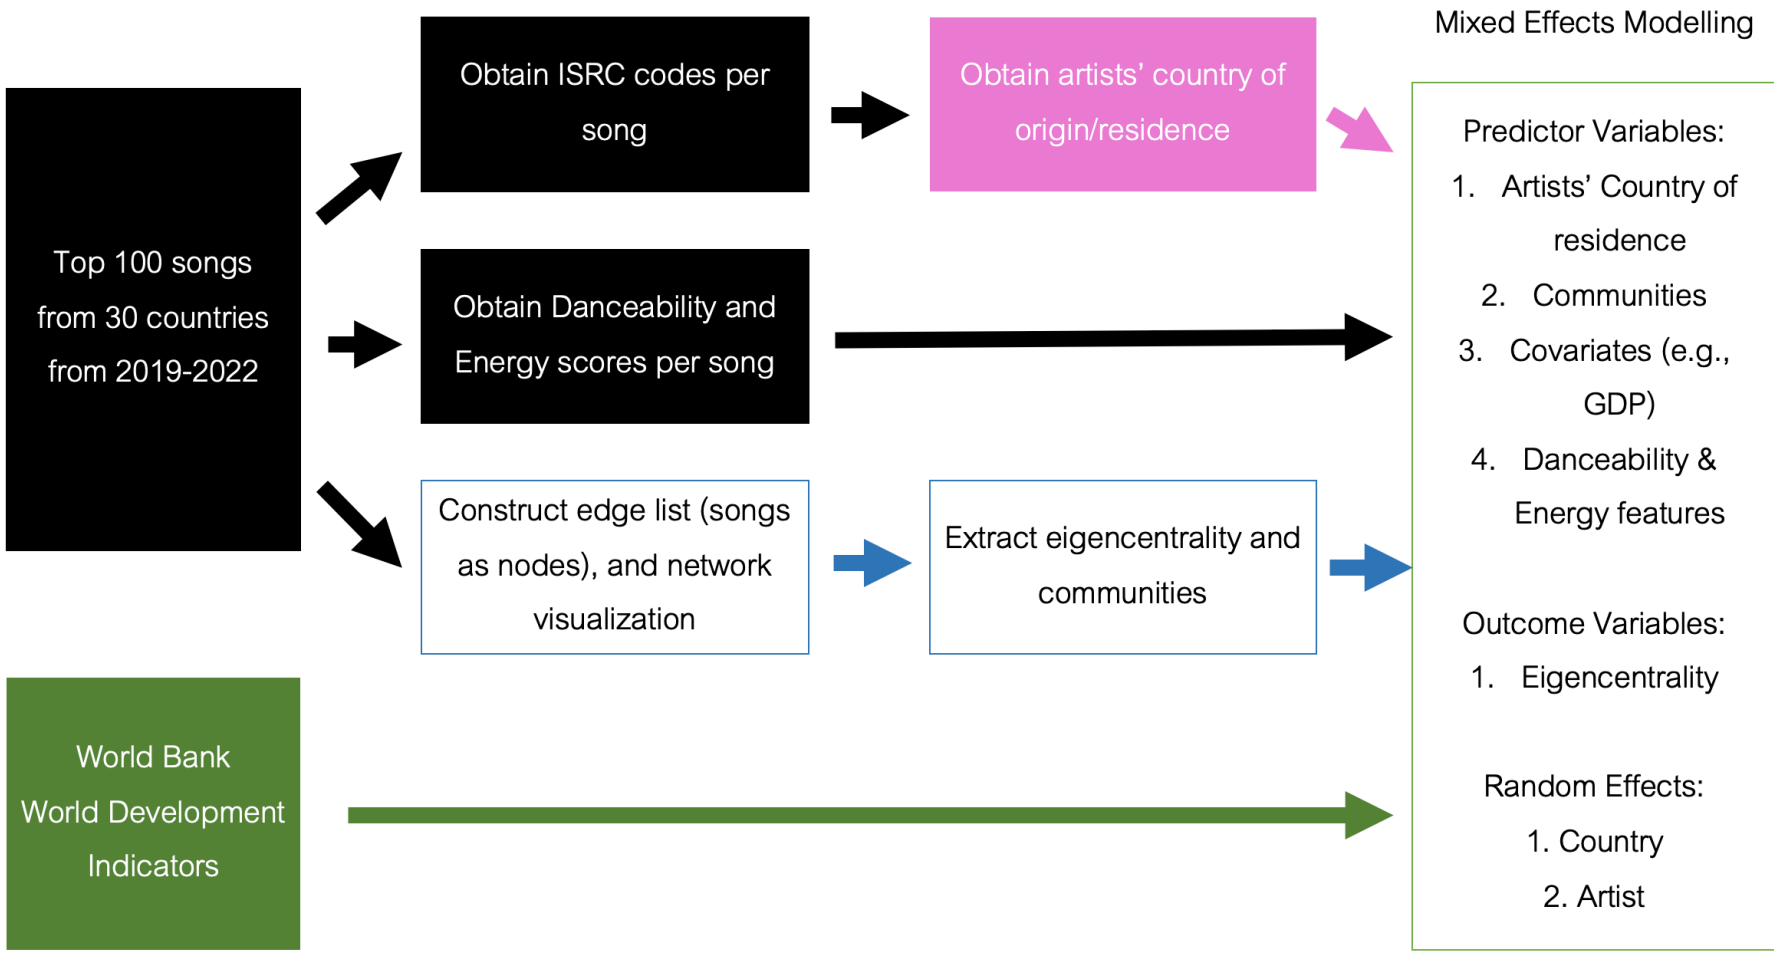 Mixed Effects Modelling
Top 100 songs
from 30 countries
from 2019-2022
Obtain ISRC codes per
song
Obtain artists’ country of
origin/residence
Obtain Danceability and
Energy scores per song
Construct edge list (songs
as nodes), and network
visualization
Extract eigencentrality and
communities
World Bank
World Development
Indicators
Predictor Variables:
1. Artists’ Country of
residence
2. Communities
3. Covariates (e.g.,
GDP)
4. Danceability &
Energy features
Outcome Variables:
1. Eigencentrality
Random Effects:
1. Country
2. Artist